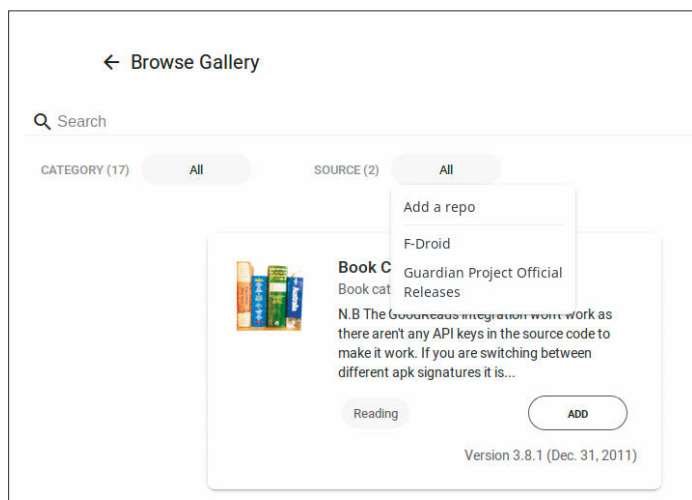 ← Browse Gallery
Search
CATEGORY (17) All SOURCE (2) All
Add a repo
F-Droid
Guardian Project Official
Releases
Book C
Book cat
N.B The GoodReads integration won't work as
there aren't any API keys in the source code to
make it work. If you are switching between
different apk signatures it is...
Reading ADD
Version 3.8.1 (Dec. 31, 2011)